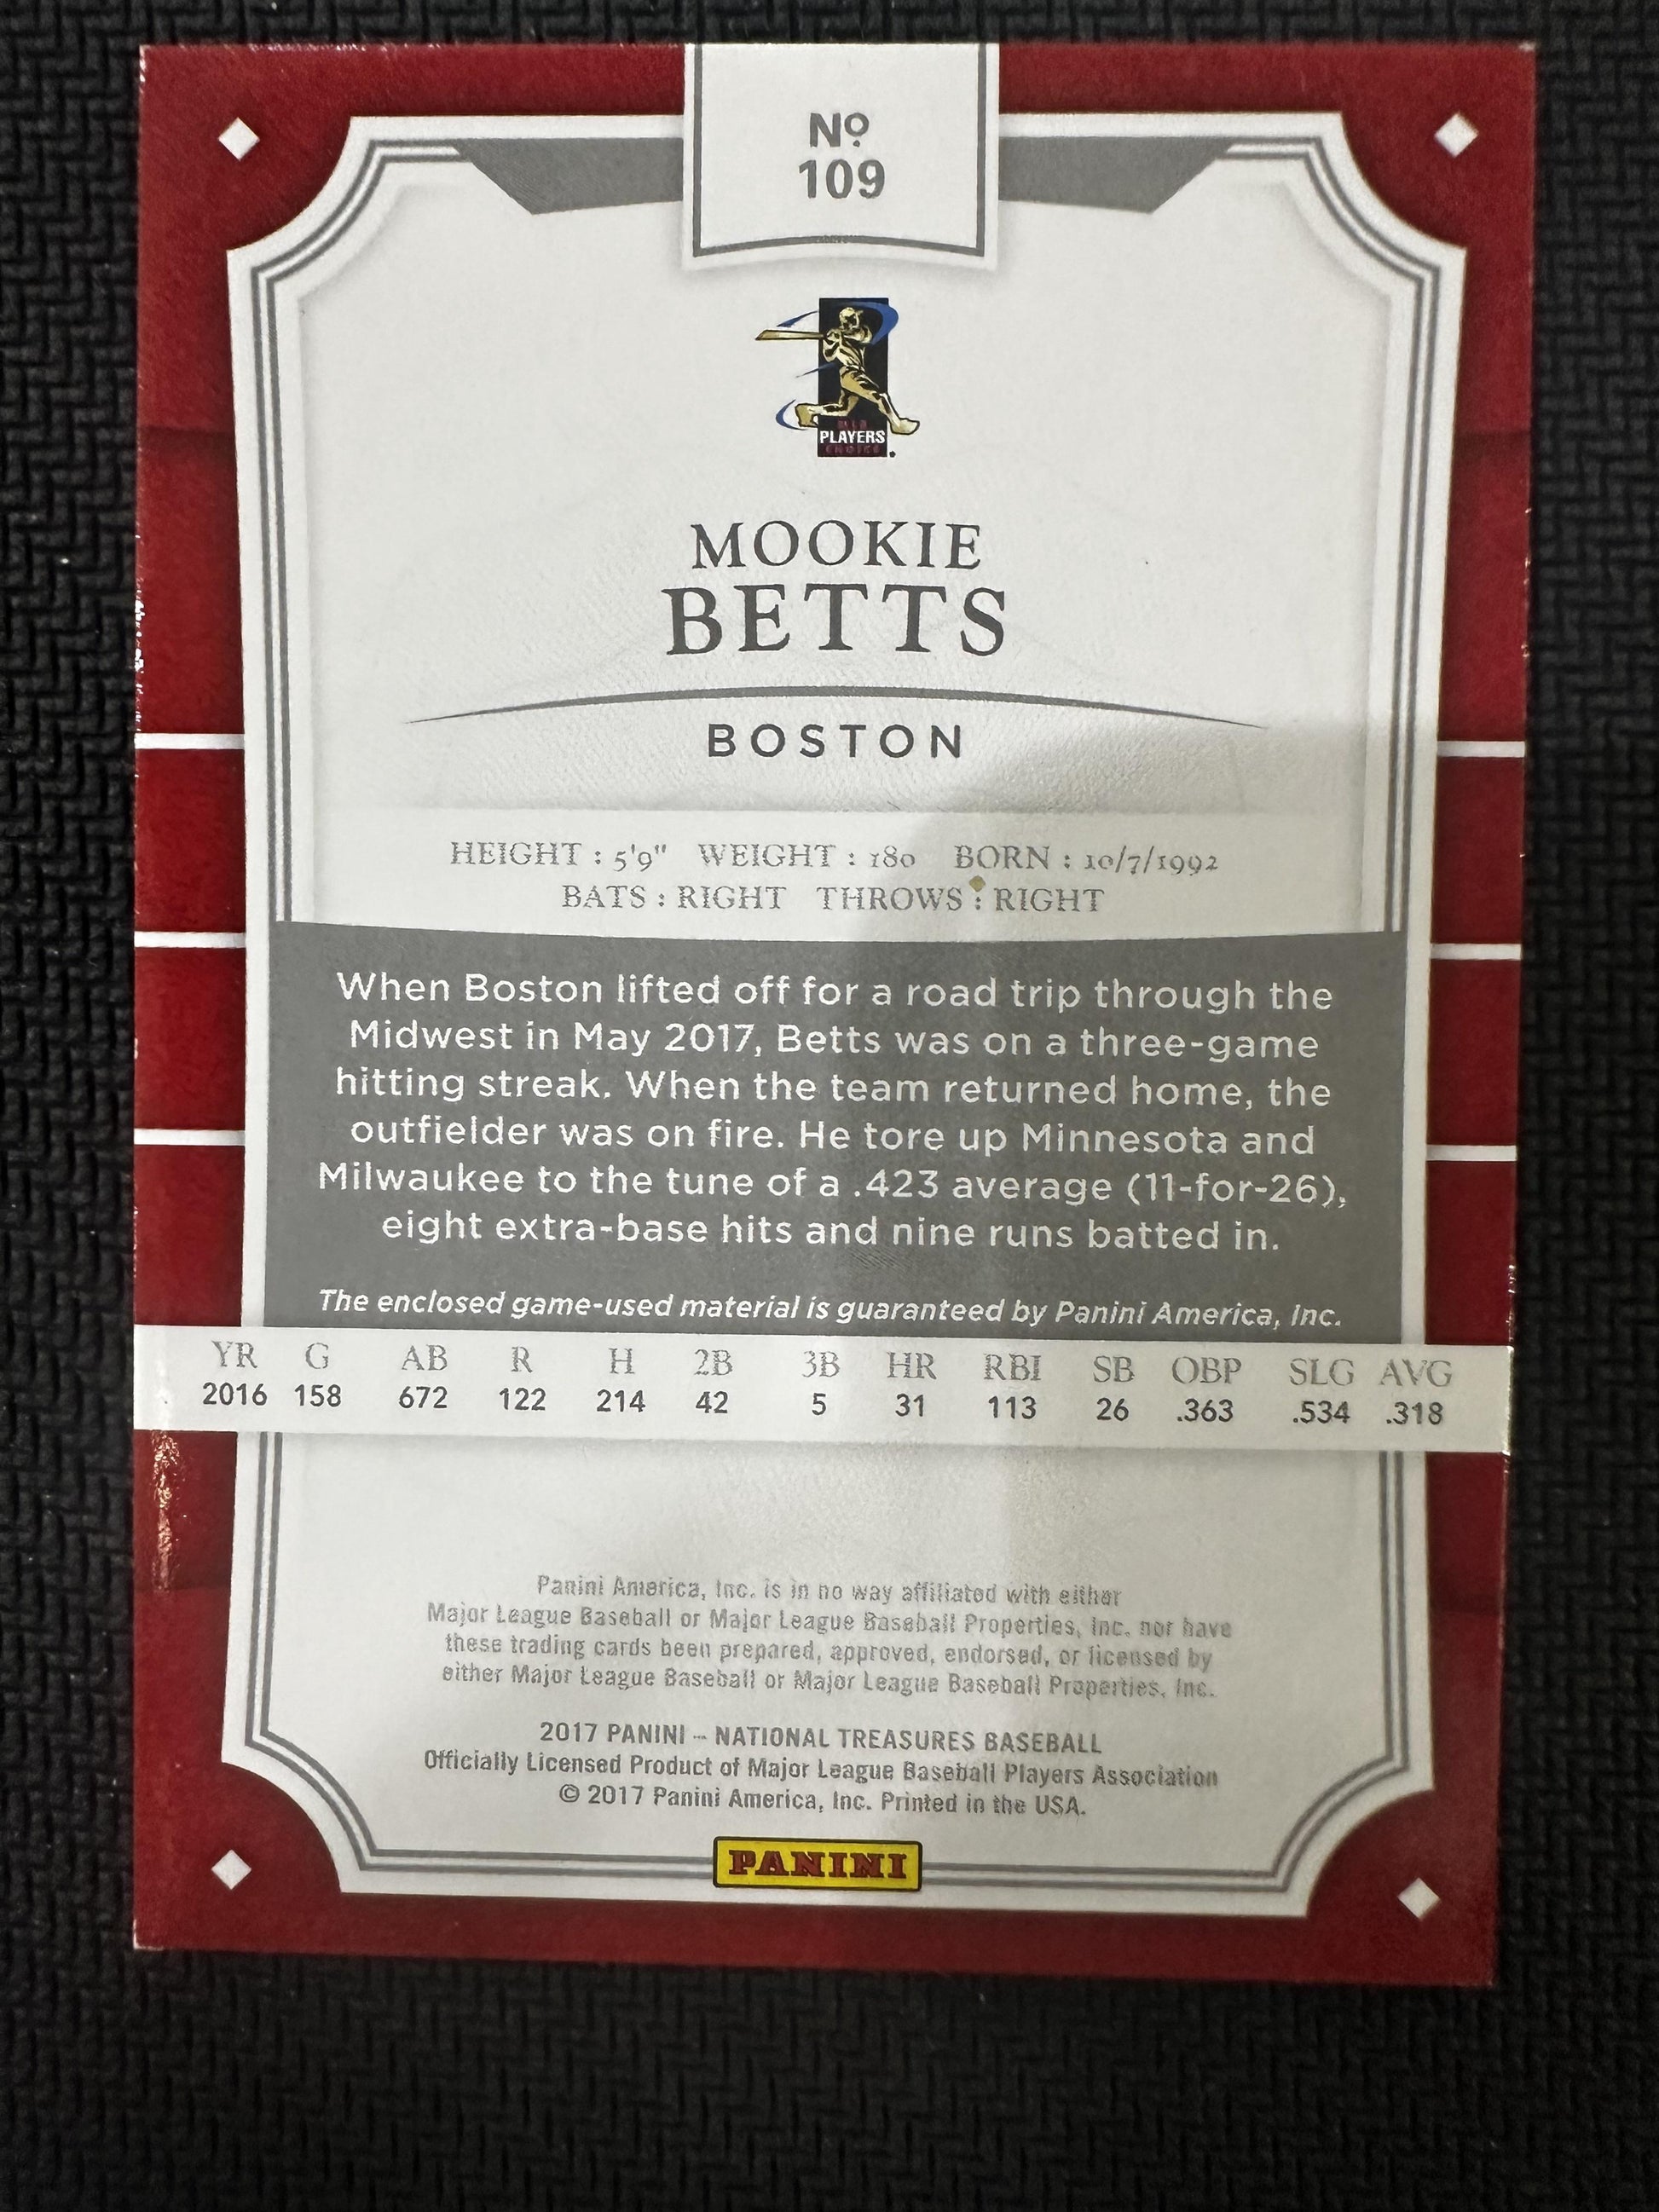 Nº
109
MLB
PLAYERS
CHOICE
MOOKIE
BETTS
BOSTON
HEIGHT : 5'9" WEIGHT : 180 BORN : 10/7/1992
BATS : RIGHT THROWS : RIGHT
When Boston lifted off for a road trip through the
Midwest in May 2017, Betts was on a three-game
hitting streak. When the team returned home, the
outfielder was on fire. He tore up Minnesota and
Milwaukee to the tune of a .423 average (11-for-26),
eight extra-base hits and nine runs batted in.
The enclosed game-used material is guaranteed by Panini America, Inc.
YR G AB R H 2B 3B HR RBI SB OBP SLG AVG
2016 158 672 122 214 42 5 31 113 26 .363 .534 .318
Panini America, Inc. is in no way affiliated with either
Major League Baseball or Major League Baseball Properties, Inc. nor have
these trading cards been prepared, approved, endorsed, or licensed by
either Major League Baseball or Major League Baseball Properties, Inc.
2017 PANINI – NATIONAL TREASURES BASEBALL
Officially Licensed Product of Major League Baseball Players Association
© 2017 Panini America, Inc. Printed in the USA.
PANINI